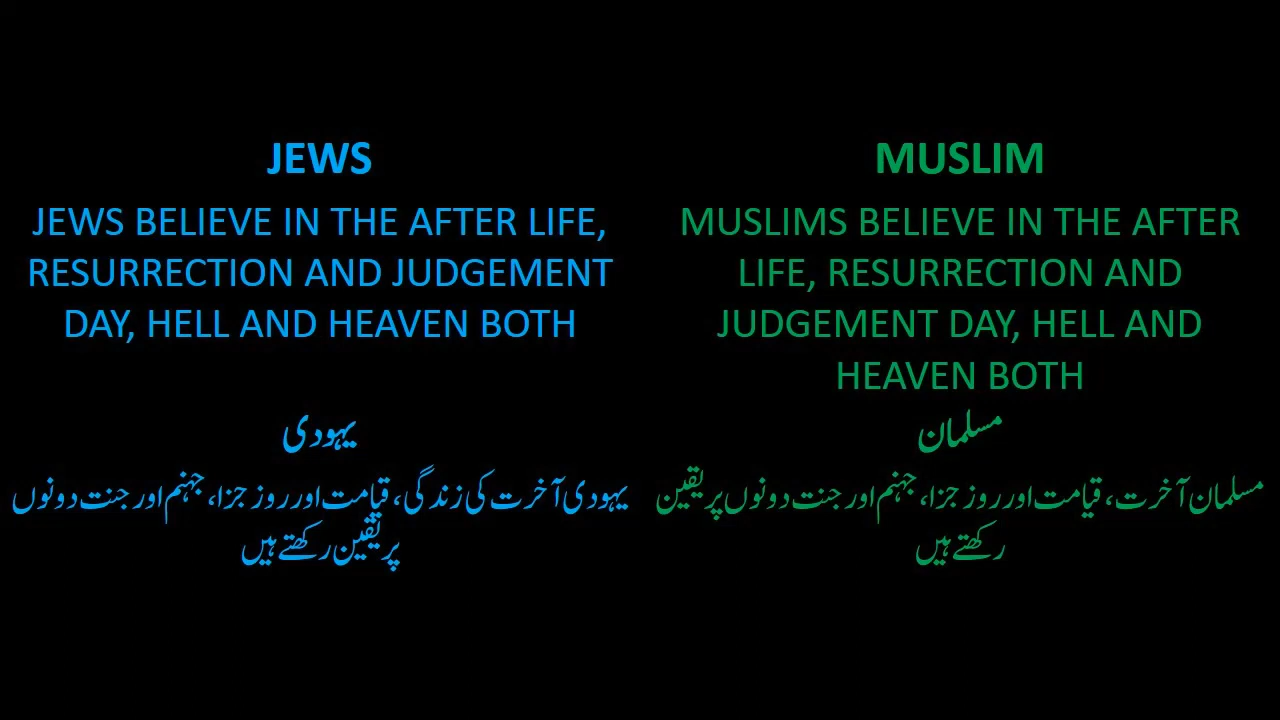 JEWS
JEWS BELIEVE IN THE AFTER LIFE,
RESURRECTION AND JUDGEMENT
DAY, HELL AND HEAVEN BOTH
یہودی
یہودی آخرت کی زندگی، قیامت اور روز جزا، جہنم اور جنت دونوں
پر یقین رکھتے ہیں
MUSLIM
MUSLIMS BELIEVE IN THE AFTER
LIFE, RESURRECTION AND
JUDGEMENT DAY, HELL AND
HEAVEN BOTH
مسلمان
مسلمان آخرت، قیامت اور روز جزا، جہنم اور جنت دونوں پر یقین
رکھتے ہیں